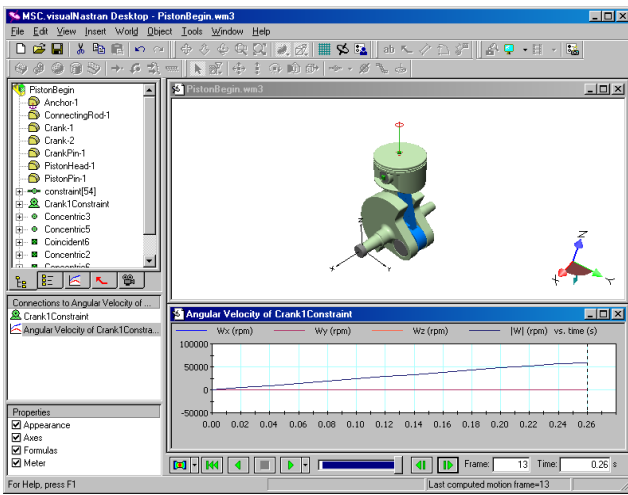 MSC.visualNastran Desktop - PistonBegin.wm3
File Edit View Insert World Object Tools Window Help
PistonBegin
Anchor-1
ConnectingRod-1
Crank-1
Crank-2
CrankPin-1
PistonHead-1
PistonPin-1
constraint[54]
Crank1Constraint
Concentric3
Concentric5
Coincident6
Concentric2
Concentric6
Connections to Angular Velocity of ...
Crank1Constraint
Angular Velocity of Crank1Constra...
Properties
Appearance
Axes
Formulas
Meter
PistonBegin.wm3
Z
X Y
Z
X Y
Angular Velocity of Crank1Constraint
Wx (rpm) Wy (rpm) Wz (rpm) |W| (rpm) vs. time (s)
100000
50000
0
-50000
0.00 0.02 0.04 0.06 0.08 0.10 0.12 0.14 0.16 0.18 0.20 0.22 0.24 0.26
Frame: 13 Time: 0.26 s
For Help, press F1
Last computed motion frame=13